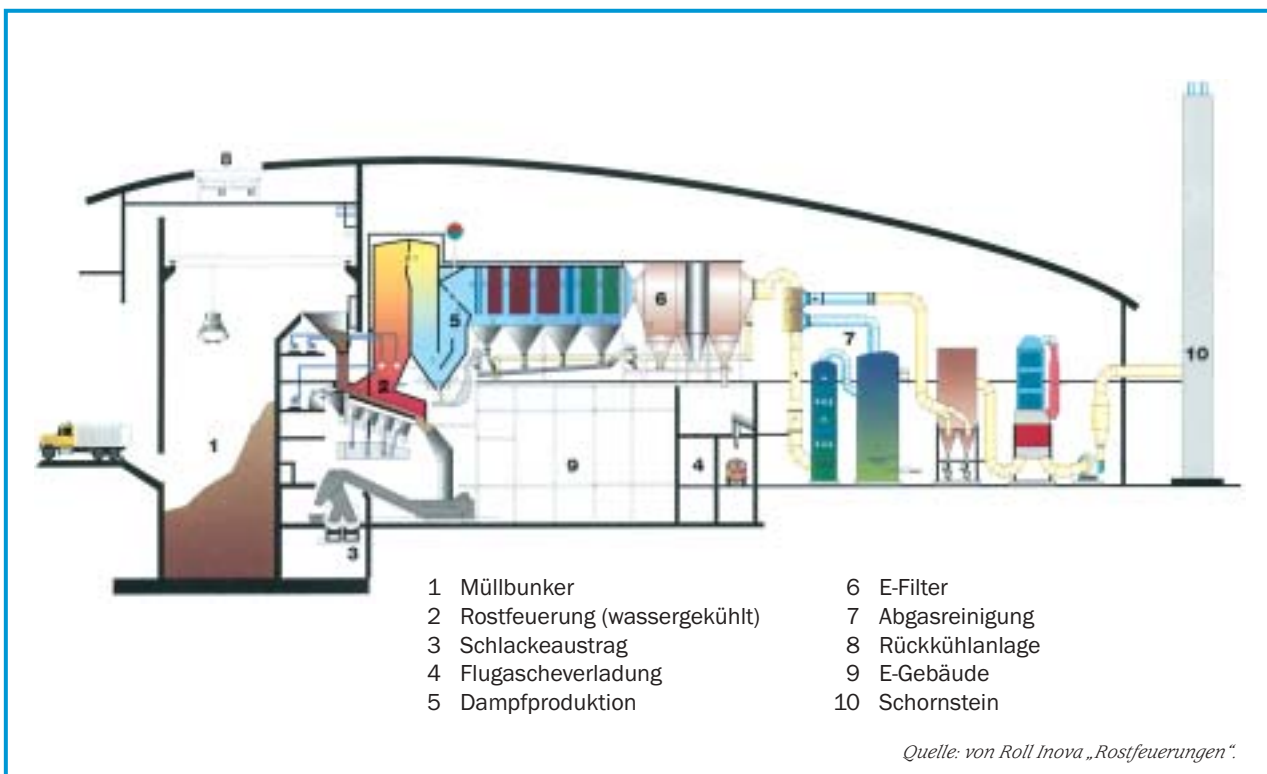 8
6
5
7
2
10
1
9
4
3
1 Müllbunker
2 Rostfeuerung (wassergekühlt)
3 Schlackeaustrag
4 Flugascheverladung
5 Dampfproduktion
6 E-Filter
7 Abgasreinigung
8 Rückkühlanlage
9 E-Gebäude
10 Schornstein
Quelle: von Roll Inova „Rostfeuerungen“.